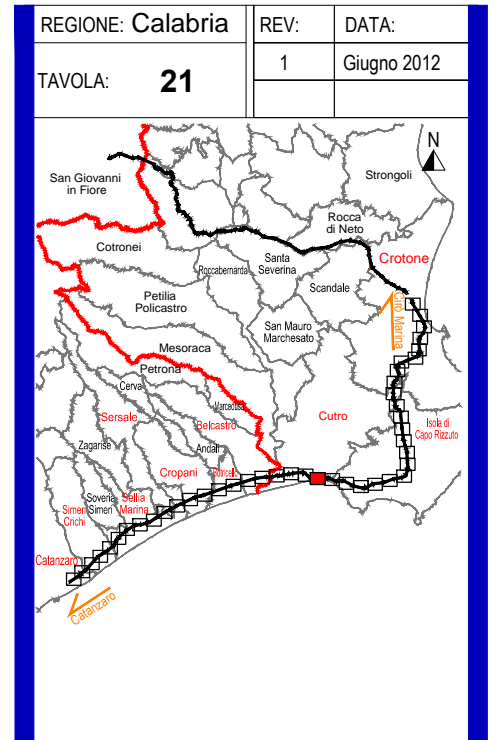 REGIONE: Calabria
REV:
DATA:
TAVOLA: 21
1
Giugno 2012
N
San Giovanni
in Fiore
Strongoli
Rocca
di Neto
Cotronei
Santa
Severina
Crotone
Roccabernarda
Scandale
Petilia
Policastro
Cirò Marina
San Mauro
Marchesato
Mesoraca
Petrona
Cerva
Marcedusa
Sersale
Belcastro
Cutro
Isola di
Capo Rizzuto
Andali
Zagarise
Cropani
Botricello
Soveria
Simeri
Sellia
Marina
Simeri
Crichi
Catanzaro
Catanzaro